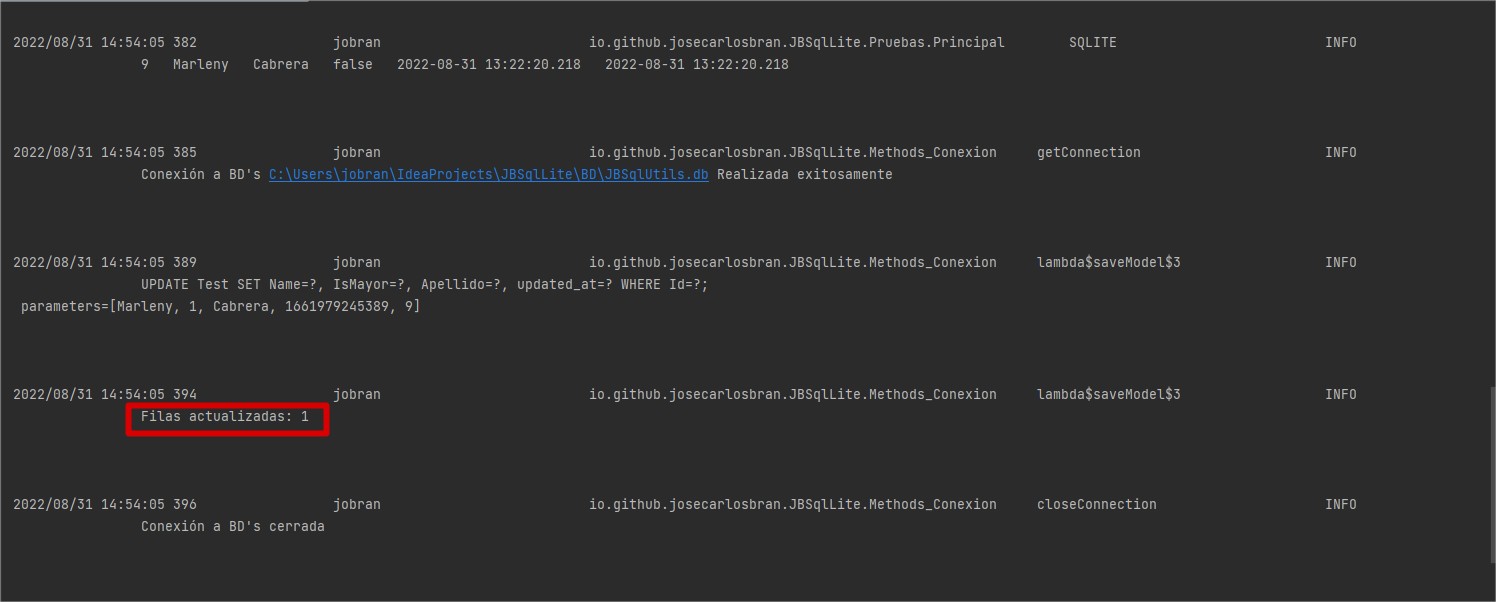 2022/08/31 14:54:05 382 jobran io.github.josecarlosbran.JBSqlLite.Pruebas.Principal SQLITE INFO
9 Marleny Cabrera false 2022-08-31 13:22:20.218 2022-08-31 13:22:20.218
2022/08/31 14:54:05 385 jobran io.github.josecarlosbran.JBSqlLite.Methods_Conexion getConnection INFO
Conexión a BD's C:\Users\jobran\IdeaProjects\JBSqlLite\BD\JBSqlUtils.db Realizada exitosamente
2022/08/31 14:54:05 389 jobran io.github.josecarlosbran.JBSqlLite.Methods_Conexion lambda$saveModel$3 INFO
UPDATE Test SET Name=?, IsMayor=?, Apellido=?, updated_at=? WHERE Id=?;
parameters=[Marleny, 1, Cabrera, 1661979245389, 9]
2022/08/31 14:54:05 394 jobran io.github.josecarlosbran.JBSqlLite.Methods_Conexion lambda$saveModel$3 INFO
Filas actualizadas: 1
2022/08/31 14:54:05 396 jobran io.github.josecarlosbran.JBSqlLite.Methods_Conexion closeConnection INFO
Conexión a BD's cerrada